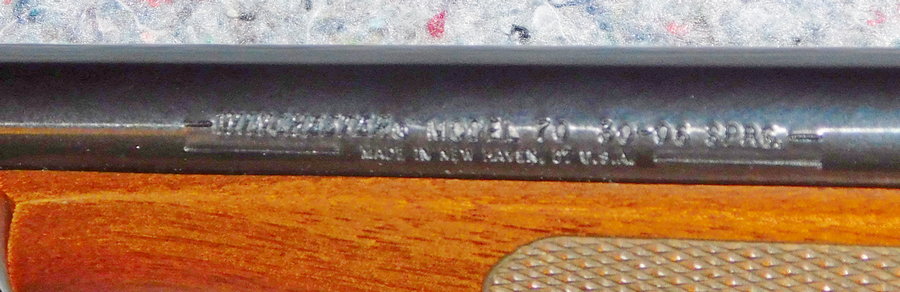 WINCHESTER MODEL 70 30-06 SPRG.
MADE IN NEW HAVEN, CT U.S.A.